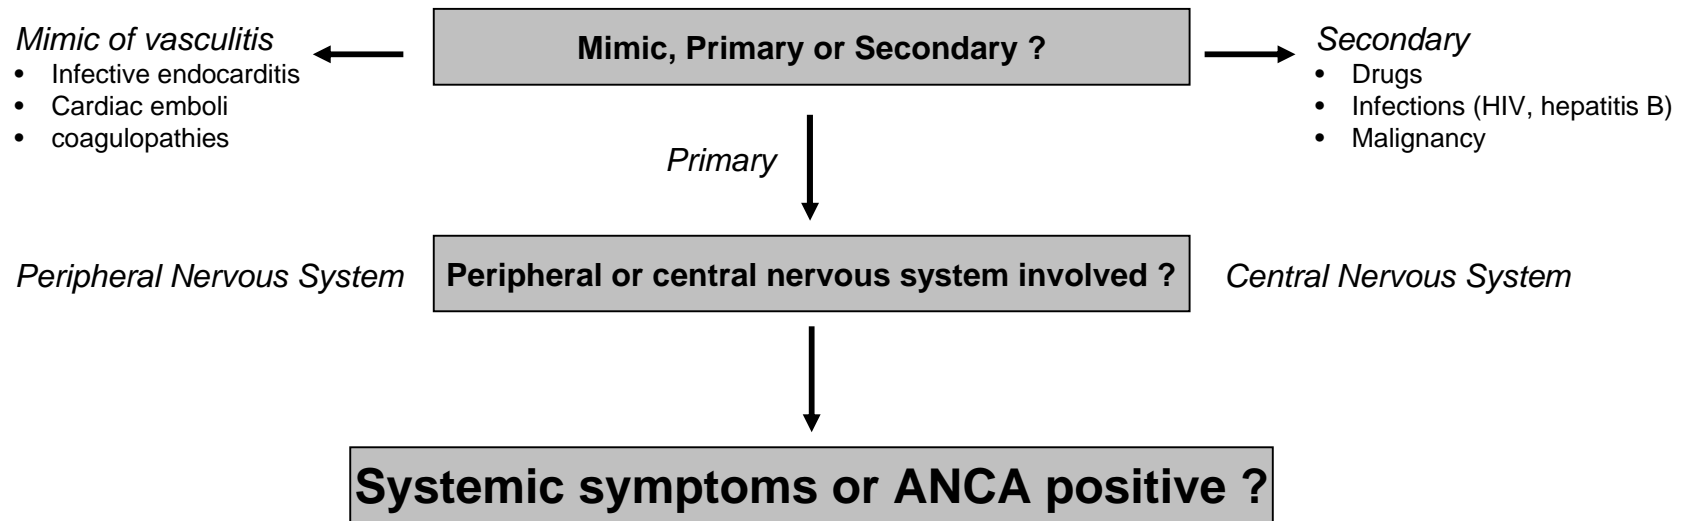 Mimic of vasculitis
• Infective endocarditis
• Cardiac emboli
• coagulopathies
Mimic, Primary or Secondary ?
Secondary
• Drugs
• Infections (HIV, hepatitis B)
• Malignancy
Primary
Peripheral Nervous System
Peripheral or central nervous system involved ?
Central Nervous System
Systemic symptoms or ANCA positive ?